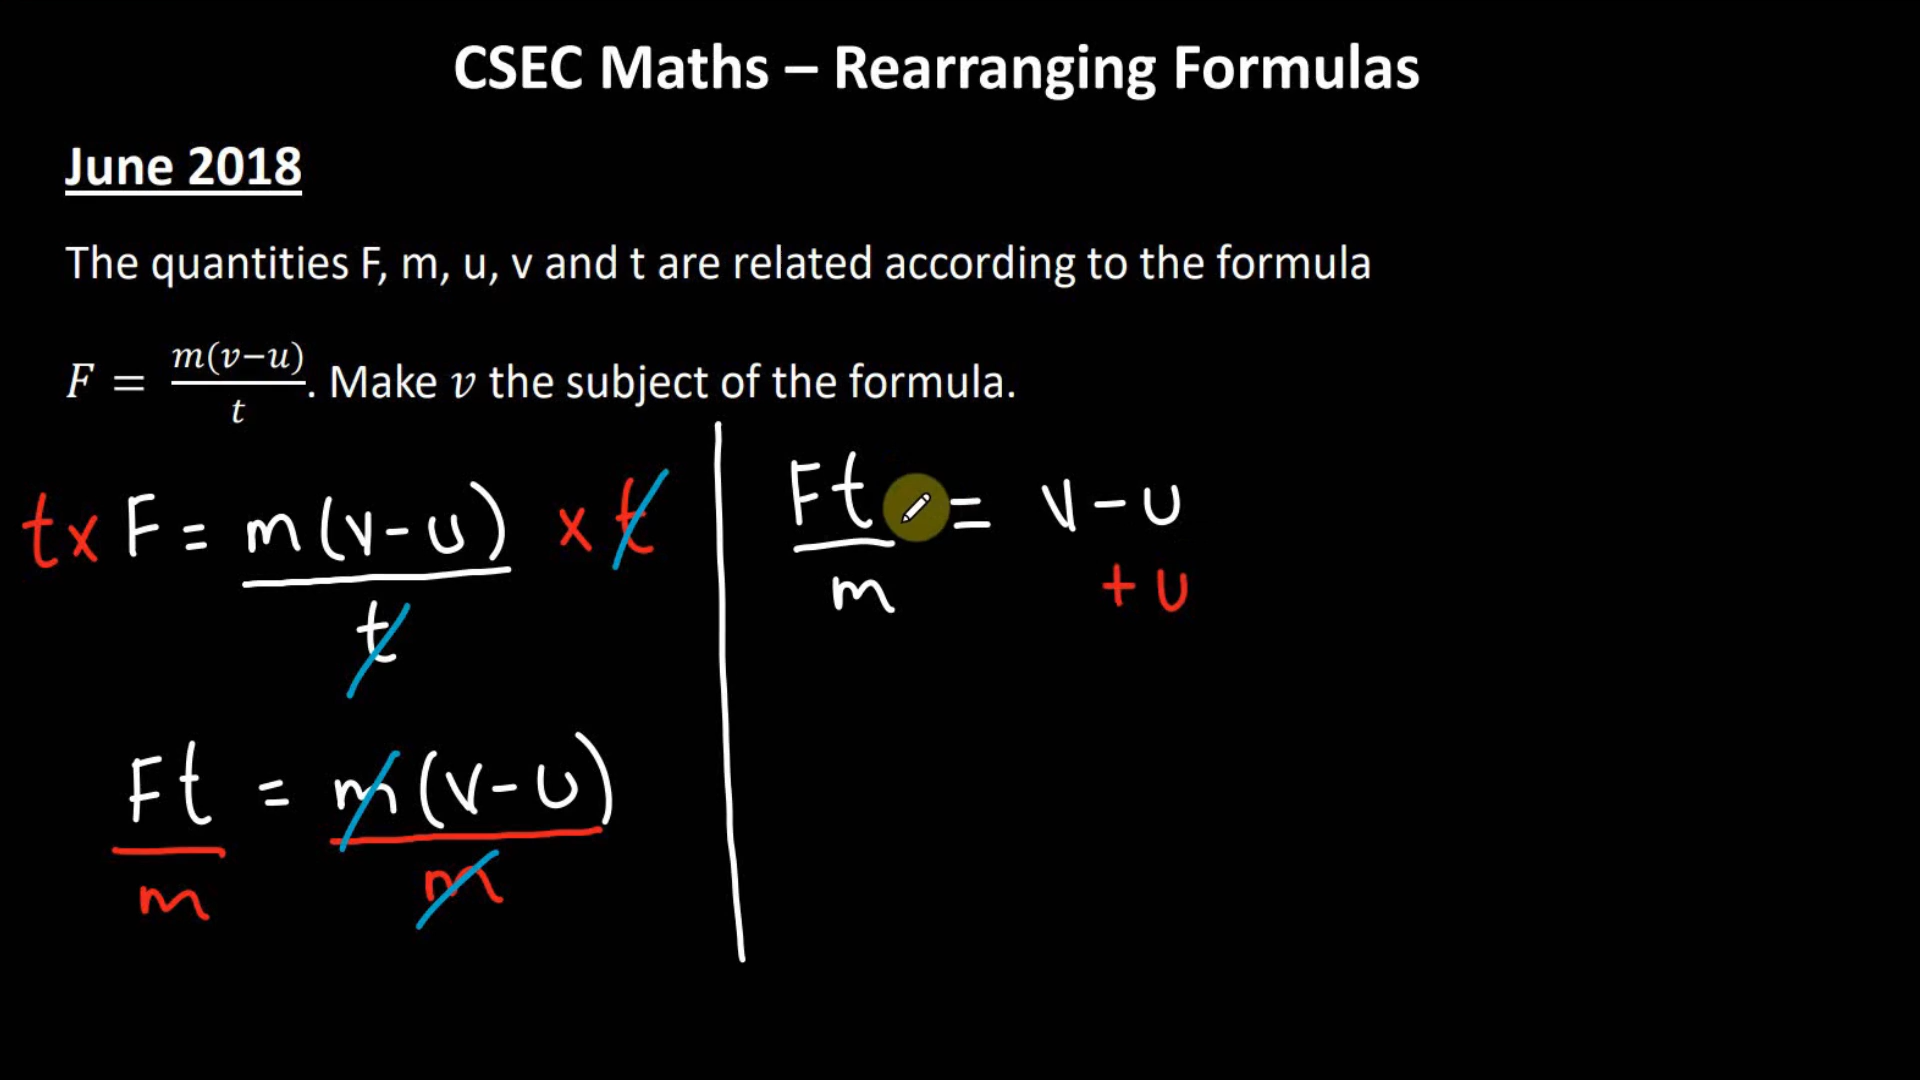 CSEC Maths – Rearranging Formulas
June 2018
The quantities F, m, u, v and t are related according to the formula
F = m(v−u)/t. Make v the subject of the formula.
t x F = m(v-u)/t x t
Ft/m = m(v-u)/m
Ft/m = v-u
+u